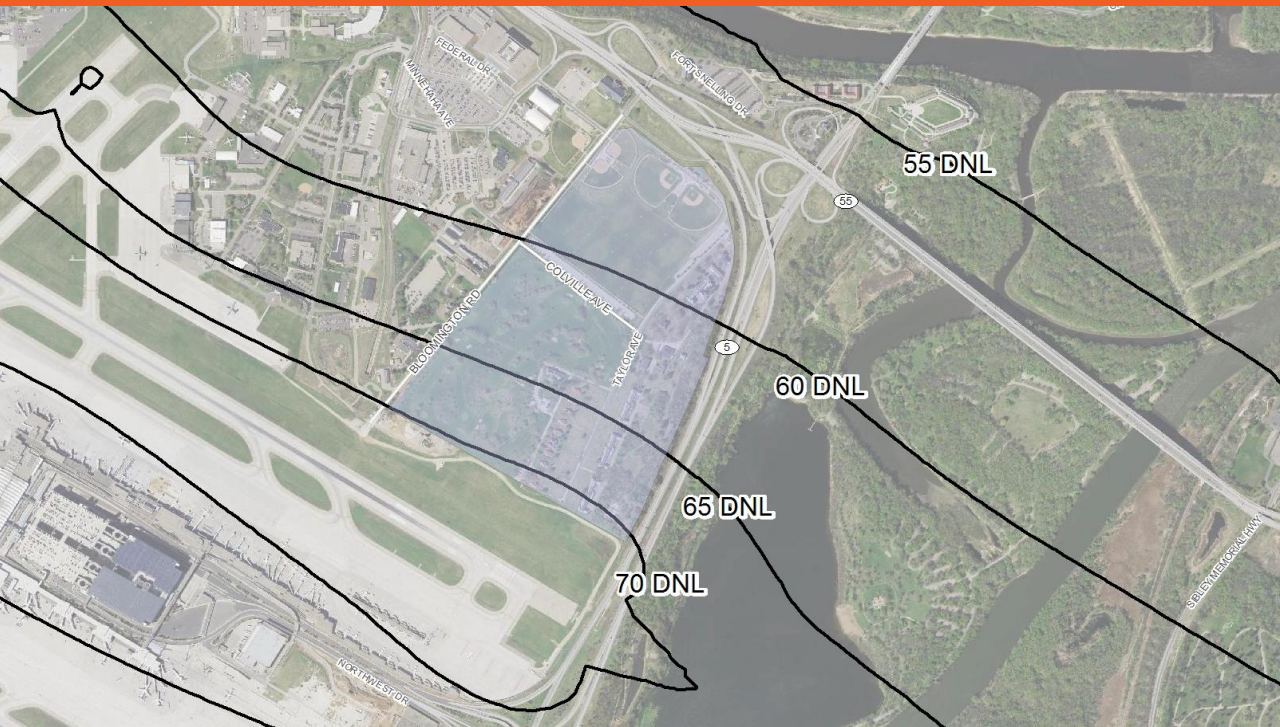 FEDERAL DR
MINNEHAHA AVE
FORT SNELLING DR
55 DNL
55
COLVILLE AVE
BLOOMINGTON RD
TAYLOR AVE
5
60 DNL
65 DNL
70 DNL
SIBLEY MEMORIAL HWY
NORTHWEST DR